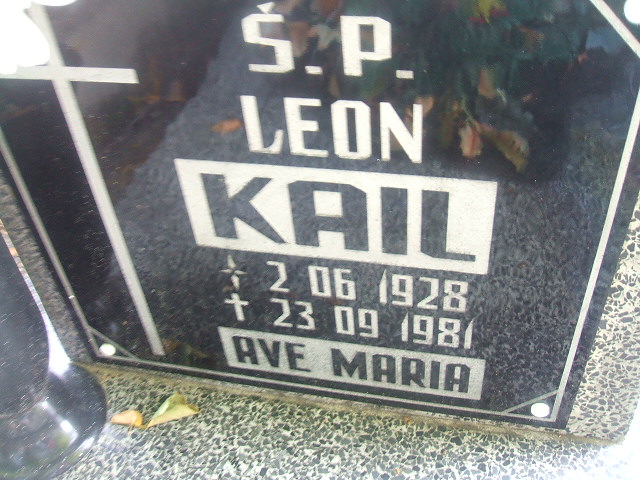 Ś.P.
LEON
KAIL
2 06 1928
23 09 1981
AVE MARIA